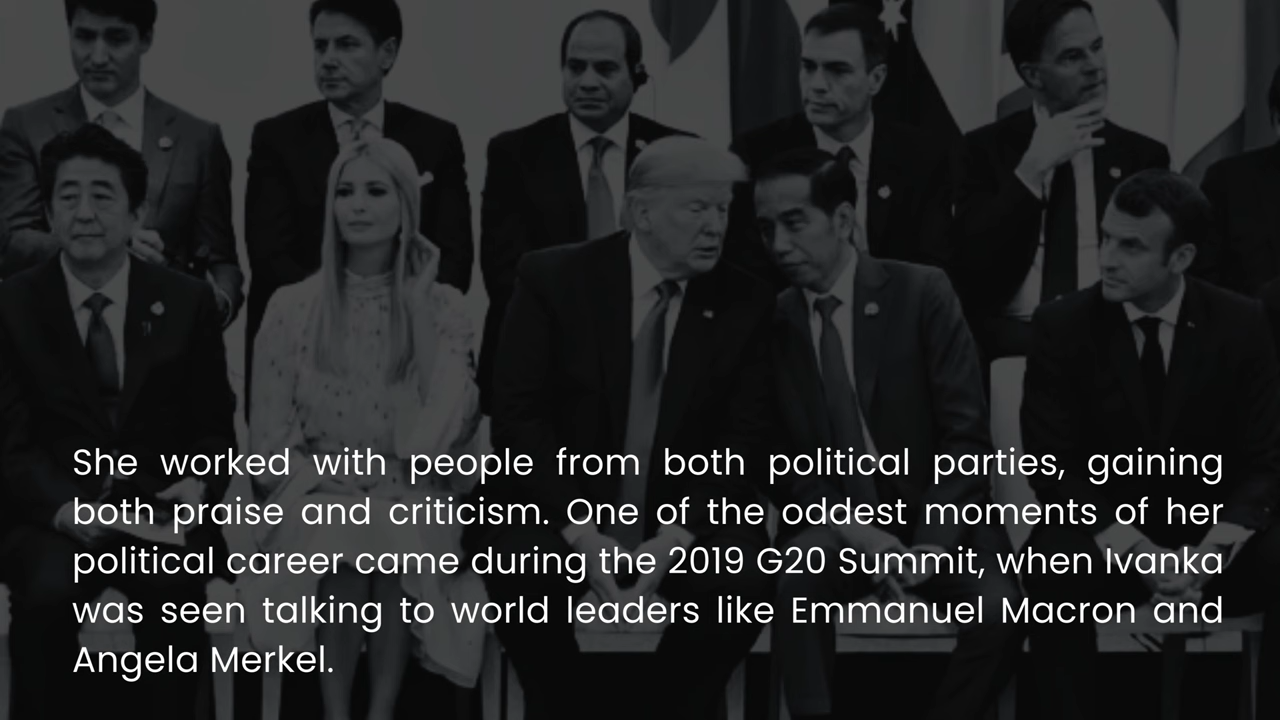 She worked with people from both political parties, gaining
both praise and criticism. One of the oddest moments of her
political career came during the 2019 G20 Summit, when Ivanka
was seen talking to world leaders like Emmanuel Macron and
Angela Merkel.